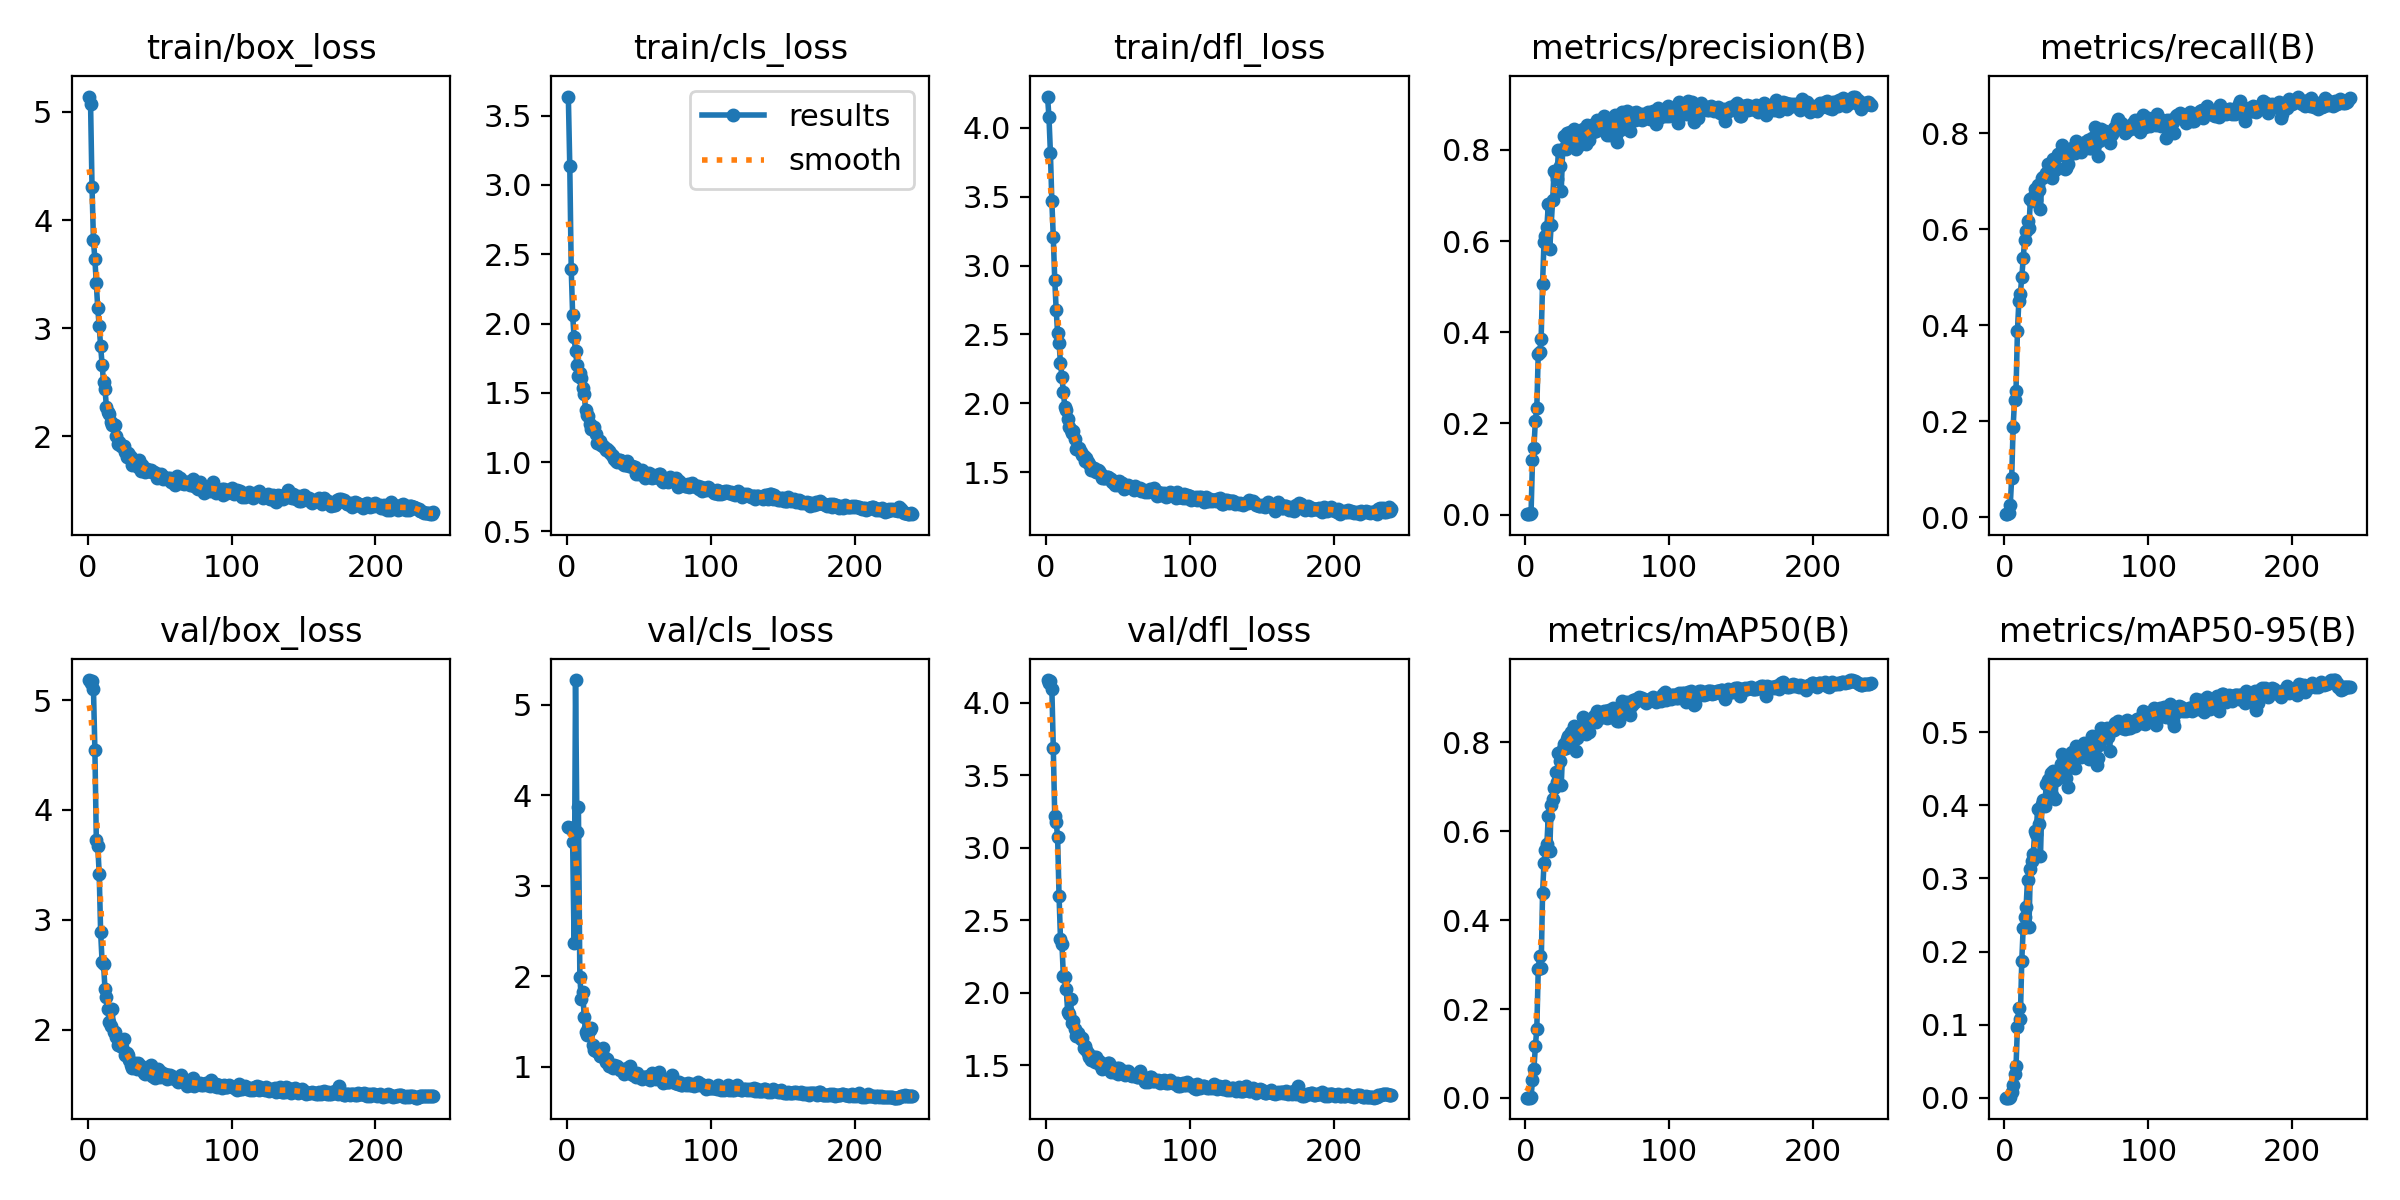 train/box_loss
train/cls_loss
train/dfl_loss
metrics/precision(B)
metrics/recall(B)
5
4
3
2
0 100 200
3.5
3.0
2.5
2.0
1.5
1.0
0.5
results
smooth
0 100 200
4.0
3.5
3.0
2.5
2.0
1.5
0 100 200
0.8
0.6
0.4
0.2
0.0
0 100 200
0.8
0.6
0.4
0.2
0.0
0 100 200
val/box_loss
val/cls_loss
val/dfl_loss
metrics/mAP50(B)
metrics/mAP50-95(B)
5
4
3
2
0 100 200
5
4
3
2
1
0 100 200
4.0
3.5
3.0
2.5
2.0
1.5
0 100 200
0.8
0.6
0.4
0.2
0.0
0 100 200
0.5
0.4
0.3
0.2
0.1
0.0
0 100 200